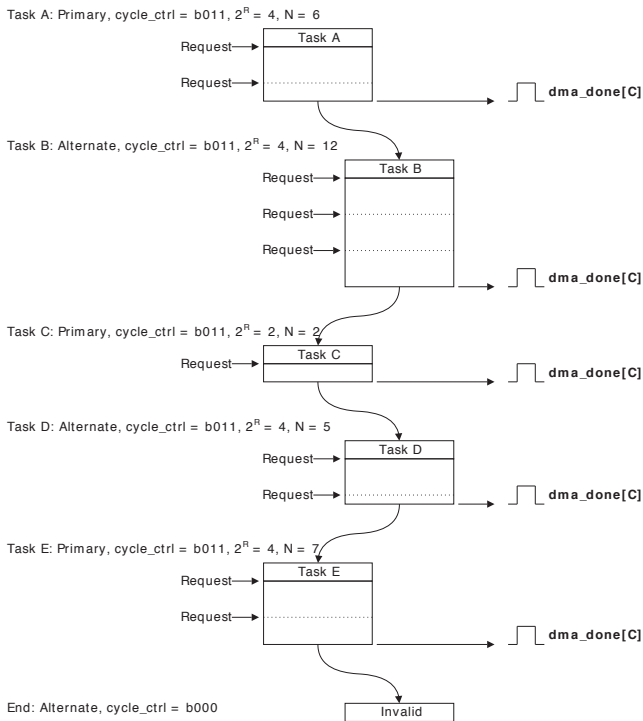 Task A: Primary, cycle_ctrl = b011, 2^R = 4, N = 6
Task A
Request
Request
dma_done[C]
Task B: Alternate, cycle_ctrl = b011, 2^R = 4, N = 12
Task B
Request
Request
Request
dma_done[C]
Task C: Primary, cycle_ctrl = b011, 2^R = 2, N = 2
Task C
Request
dma_done[C]
Task D: Alternate, cycle_ctrl = b011, 2^R = 4, N = 5
Task D
Request
Request
dma_done[C]
Task E: Primary, cycle_ctrl = b011, 2^R = 4, N = 7
Task E
Request
Request
dma_done[C]
End: Alternate, cycle_ctrl = b000
Invalid